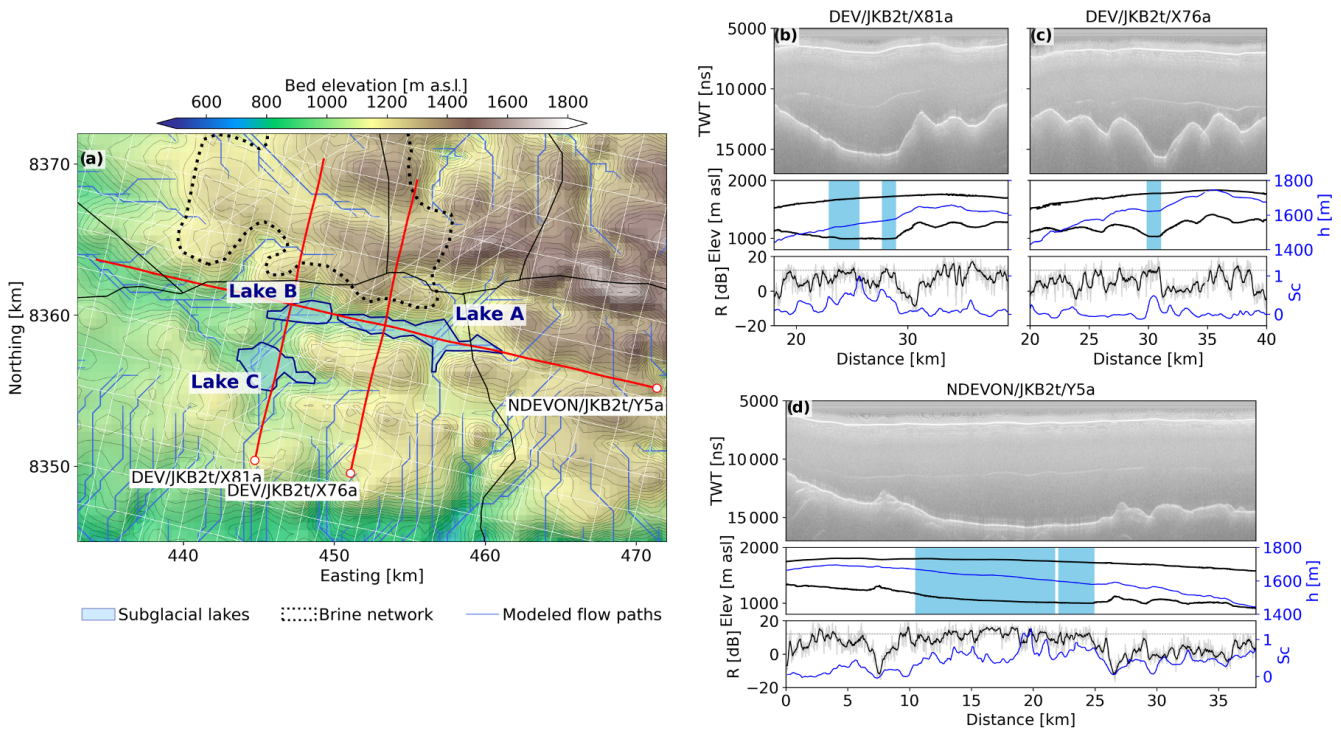 Bed elevation [m a.s.l.]
600 800 1000 1200 1400 1600 1800
(a)
8370
8360
8350
Northing [km]
Lake B
Lake A
Lake C
NDEVON/JKB2t/Y5a
DEV/JKB2t/X81a
DEV/JKB2t/X76a
440 450 460 470
Easting [km]
Subglacial lakes
Brine network
Modeled flow paths
DEV/JKB2t/X81a
(b)
5000
10 000
15 000
TWT [ns]
2000
1000
Elev [m asl]
20
0
−20
R [dB]
20 30
Distance [km]
DEV/JKB2t/X76a
(c)
1800
1600
1400
h [m]
1
0
Sc
20 25 30 35 40
Distance [km]
NDEVON/JKB2t/Y5a
(d)
5000
10 000
15 000
TWT [ns]
2000
1000
Elev [m asl]
1800
1600
1400
h [m]
20
0
−20
R [dB]
1
0
Sc
0 5 10 15 20 25 30 35
Distance [km]